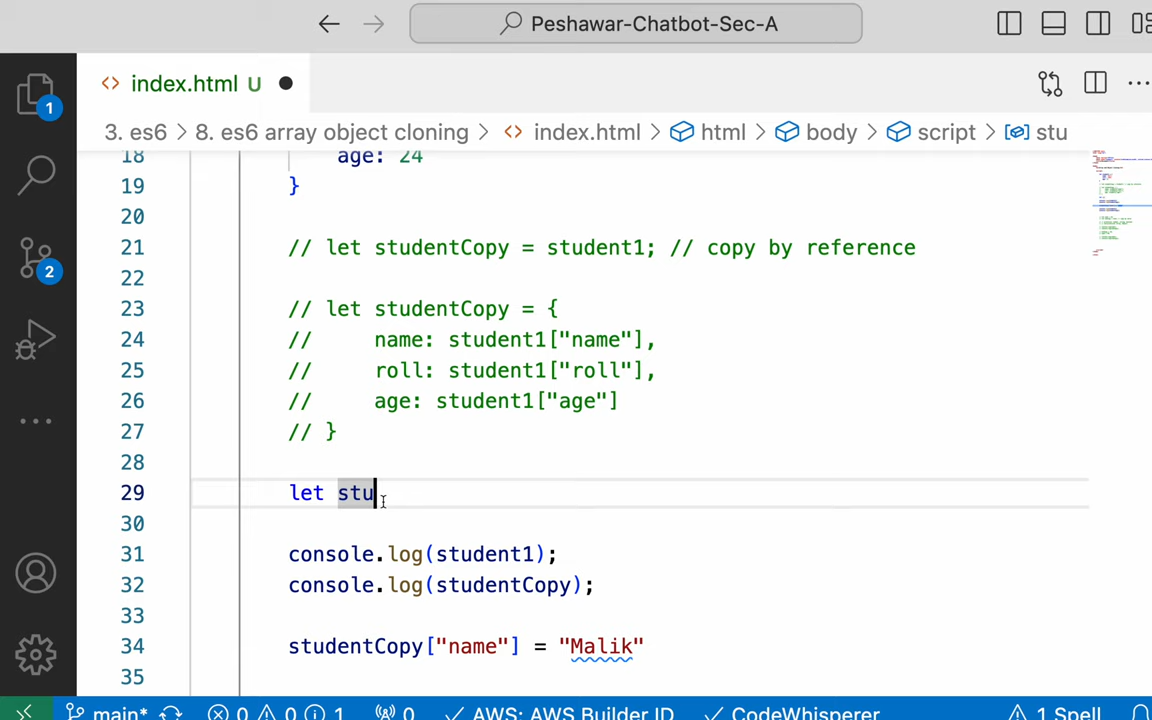 Peshawar-Chatbot-Sec-A
index.html U
3. es6 > 8. es6 array object cloning > index.html > html > body > script > stu
1
2
18 age: 24
19 }
20
21 // let studentCopy = student1; // copy by reference
22
23 // let studentCopy = {
24 // name: student1["name"],
25 // roll: student1["roll"],
26 // age: student1["age"]
27 // }
28
29 let stu
30
31 console.log(student1);
32 console.log(studentCopy);
33
34 studentCopy["name"] = "Malik"
35
main* 0 0 1 0 AWS: AWS Builder ID CodeWhisperer 1 Spell